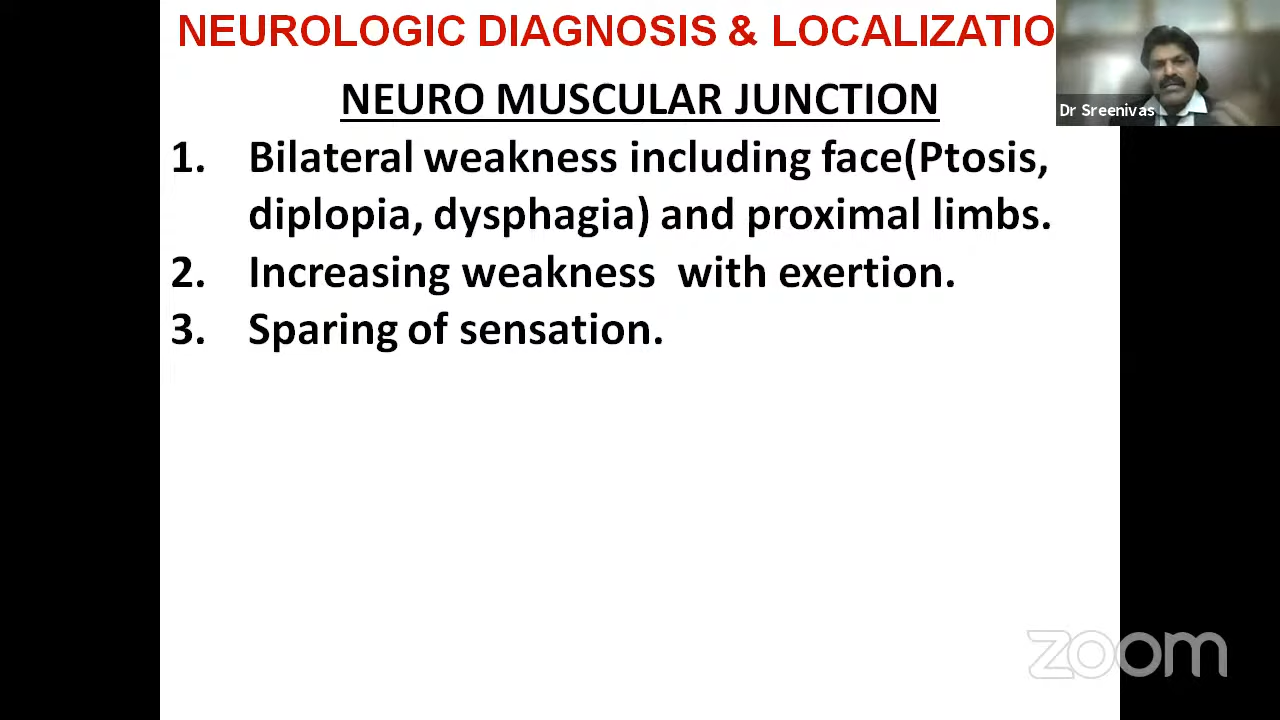 NEUROLOGIC DIAGNOSIS & LOCALIZATIO
Dr Sreenivas
NEURO MUSCULAR JUNCTION
1. Bilateral weakness including face(Ptosis,
diplopia, dysphagia) and proximal limbs.
2. Increasing weakness with exertion.
3. Sparing of sensation.
zoom